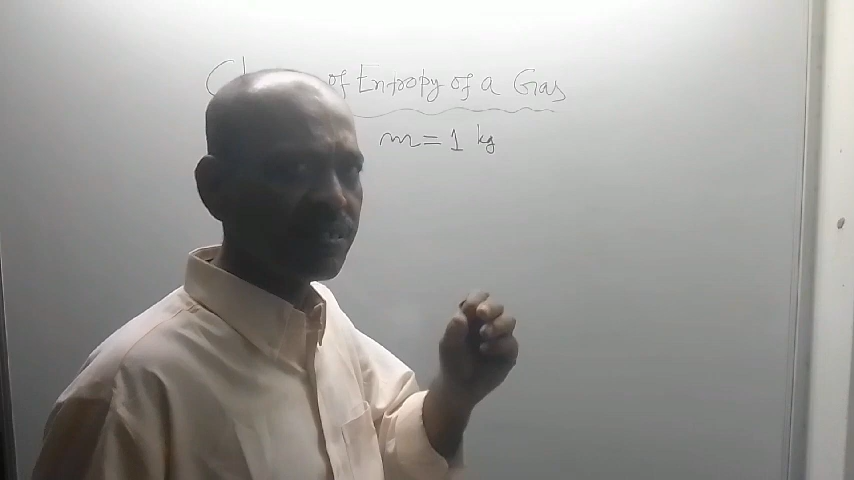 of Entropy of a Gas
m = 1 kg